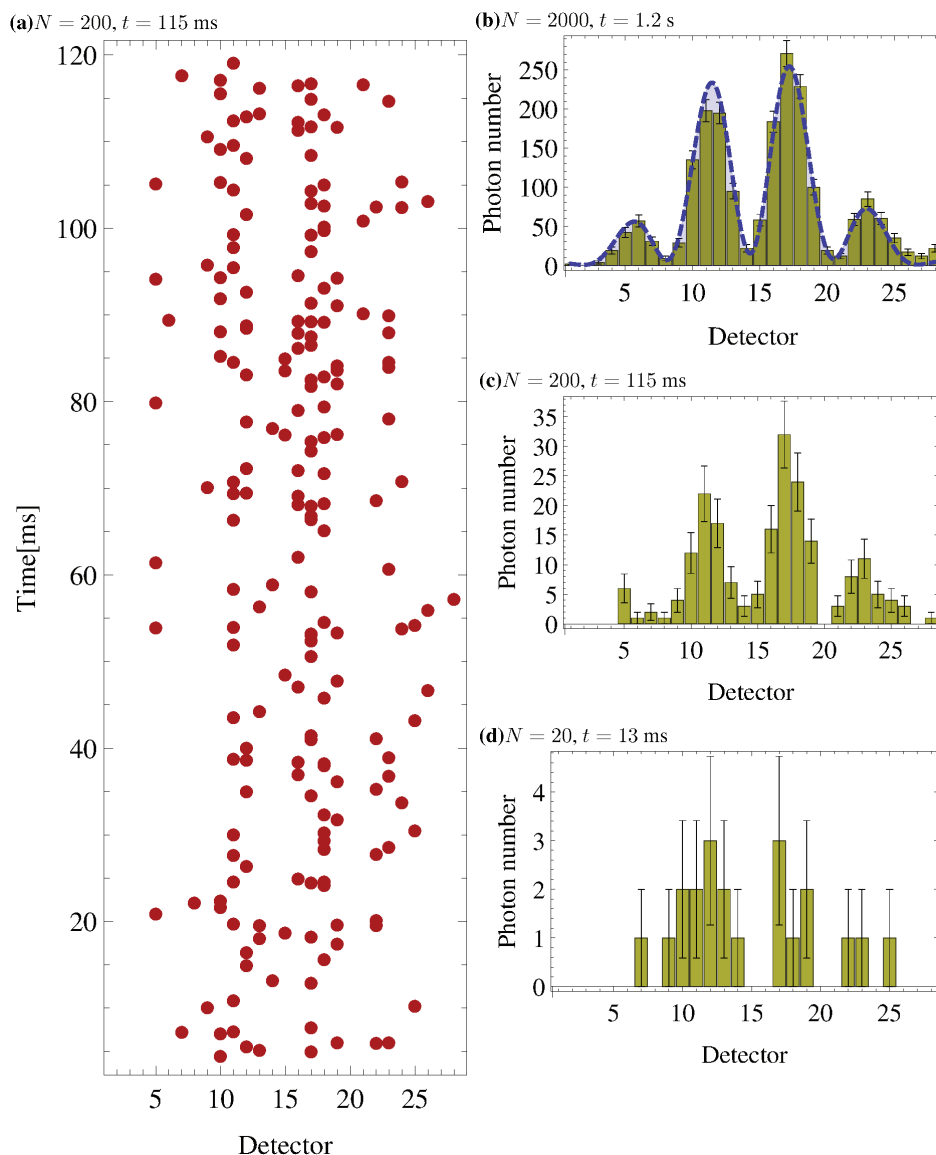 (a)N = 200, t = 115 ms
120
100
80
60
40
20
Time[ms]
5 10 15 20 25
Detector
(b)N = 2000, t = 1.2 s
250
200
150
100
50
0
Photon number
5 10 15 20 25
Detector
(c)N = 200, t = 115 ms
35
30
25
20
15
10
5
0
Photon number
5 10 15 20 25
Detector
(d)N = 20, t = 13 ms
4
3
2
1
0
Photon number
5 10 15 20 25
Detector